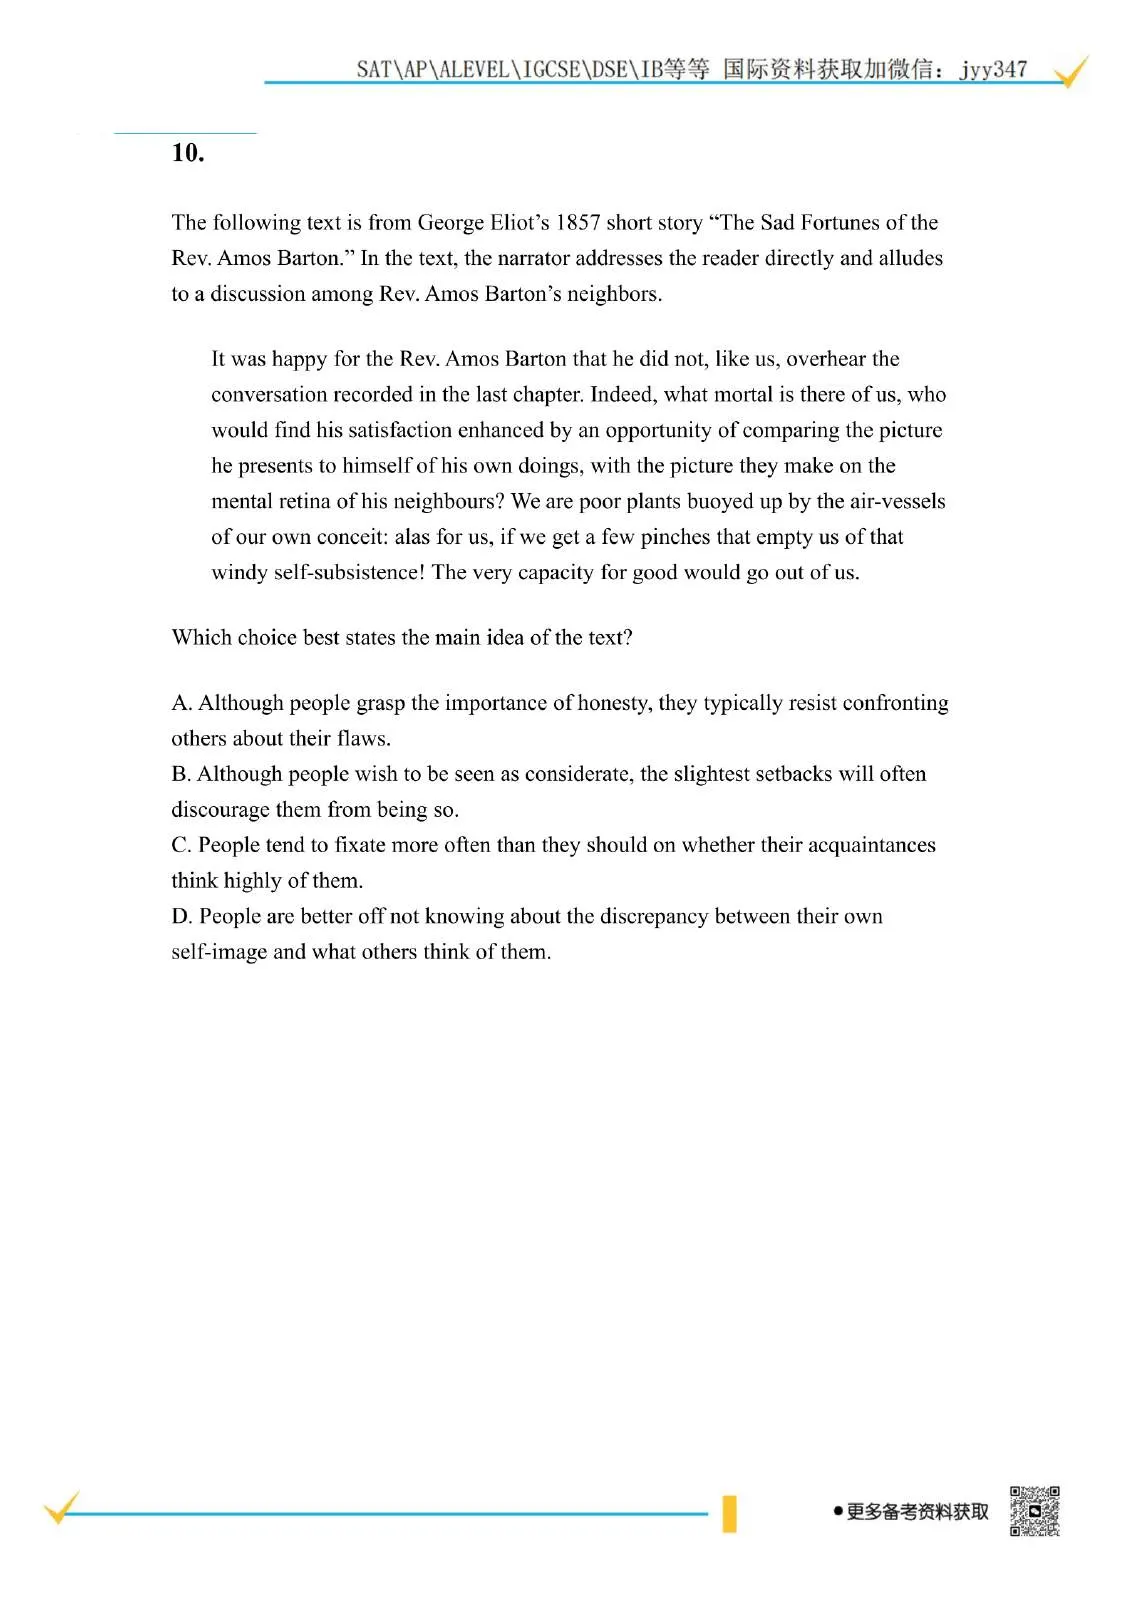 SAT\AP\ALEVEL\IGCSE\DSE\IB等等 国际资料获取加微信：jyy347
10.
The following text is from George Eliot’s 1857 short story “The Sad Fortunes of the
Rev. Amos Barton.” In the text, the narrator addresses the reader directly and alludes
to a discussion among Rev. Amos Barton’s neighbors.
It was happy for the Rev. Amos Barton that he did not, like us, overhear the
conversation recorded in the last chapter. Indeed, what mortal is there of us, who
would find his satisfaction enhanced by an opportunity of comparing the picture
he presents to himself of his own doings, with the picture they make on the
mental retina of his neighbours? We are poor plants buoyed up by the air-vessels
of our own conceit: alas for us, if we get a few pinches that empty us of that
windy self-subsistence! The very capacity for good would go out of us.
Which choice best states the main idea of the text?
A. Although people grasp the importance of honesty, they typically resist confronting
others about their flaws.
B. Although people wish to be seen as considerate, the slightest setbacks will often
discourage them from being so.
C. People tend to fixate more often than they should on whether their acquaintances
think highly of them.
D. People are better off not knowing about the discrepancy between their own
self-image and what others think of them.
●更多备考资料获取